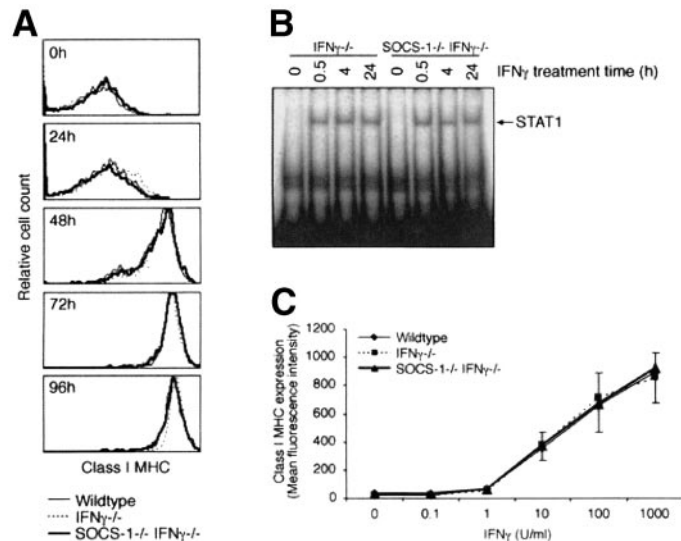 A
0h
24h
48h
72h
96h
Relative cell count
Class I MHC
Wildtype
IFNγ-/-
SOCS-1-/- IFNγ-/-
B
IFNγ-/- SOCS-1-/- IFNγ-/-
0 0.5 4 24 0 0.5 4 24 IFNγ treatment time (h)
STAT1
C
Wildtype
IFNγ-/-
SOCS-1-/- IFNγ-/-
Class I MHC expression
(Mean fluorescence intensity)
1200
1000
800
600
400
200
0
0 0.1 1 10 100 1000
IFNγ (U/ml)